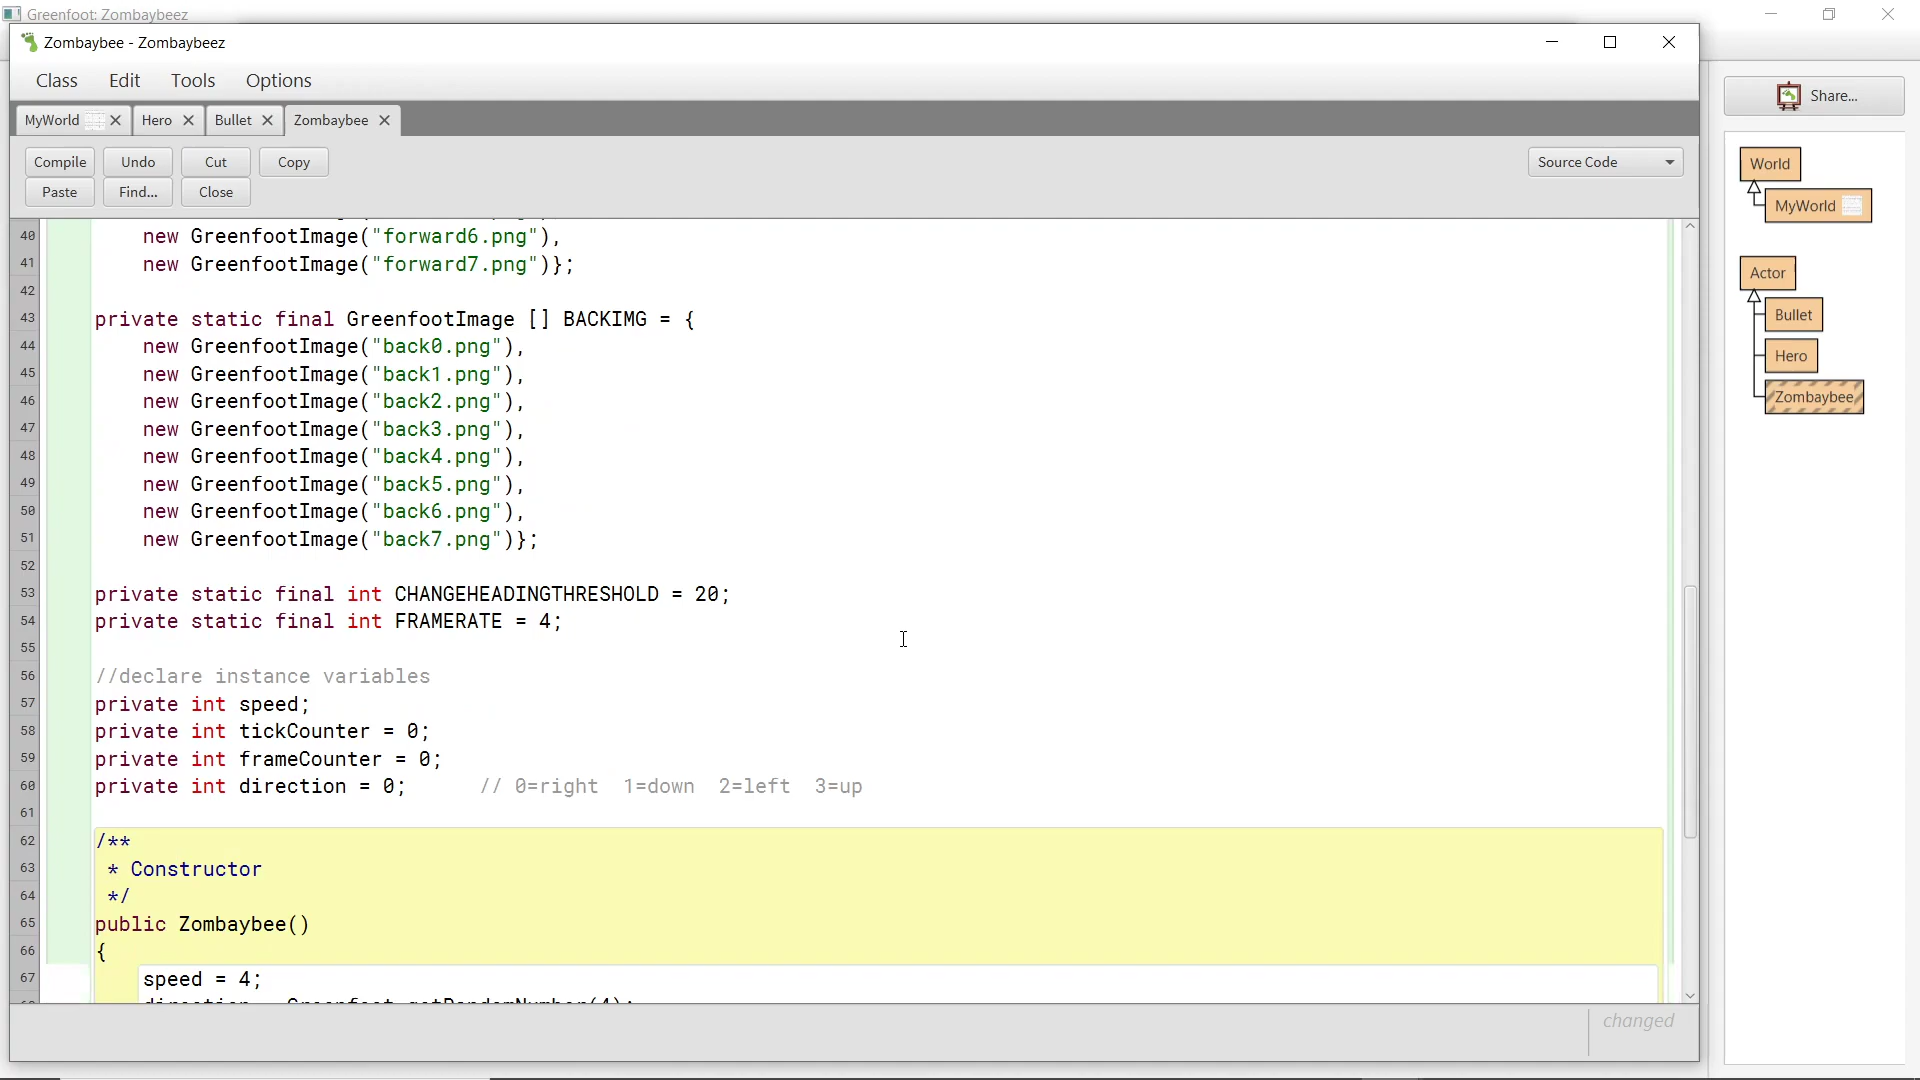 Greenfoot: Zombaybeez
Zombaybee - Zombaybeez
Class Edit Tools Options
MyWorld Hero Bullet Zombaybee
Compile Undo Cut Copy
Paste Find... Close
Source Code
40 new GreenfootImage("forward6.png"),
41 new GreenfootImage("forward7.png")};
42
43 private static final GreenfootImage [] BACKIMG = {
44 new GreenfootImage("back0.png"),
45 new GreenfootImage("back1.png"),
46 new GreenfootImage("back2.png"),
47 new GreenfootImage("back3.png"),
48 new GreenfootImage("back4.png"),
49 new GreenfootImage("back5.png"),
50 new GreenfootImage("back6.png"),
51 new GreenfootImage("back7.png")};
52
53 private static final int CHANGEHEADINGTHRESHOLD = 20;
54 private static final int FRAMERATE = 4;
55
56 //declare instance variables
57 private int speed;
58 private int tickCounter = 0;
59 private int frameCounter = 0;
60 private int direction = 0; // 0=right 1=down 2=left 3=up
61
62 /**
63 * Constructor
64 */
65 public Zombaybee()
66 {
67 speed = 4;
changed
Share...
World
MyWorld
Actor
Bullet
Hero
Zombaybee